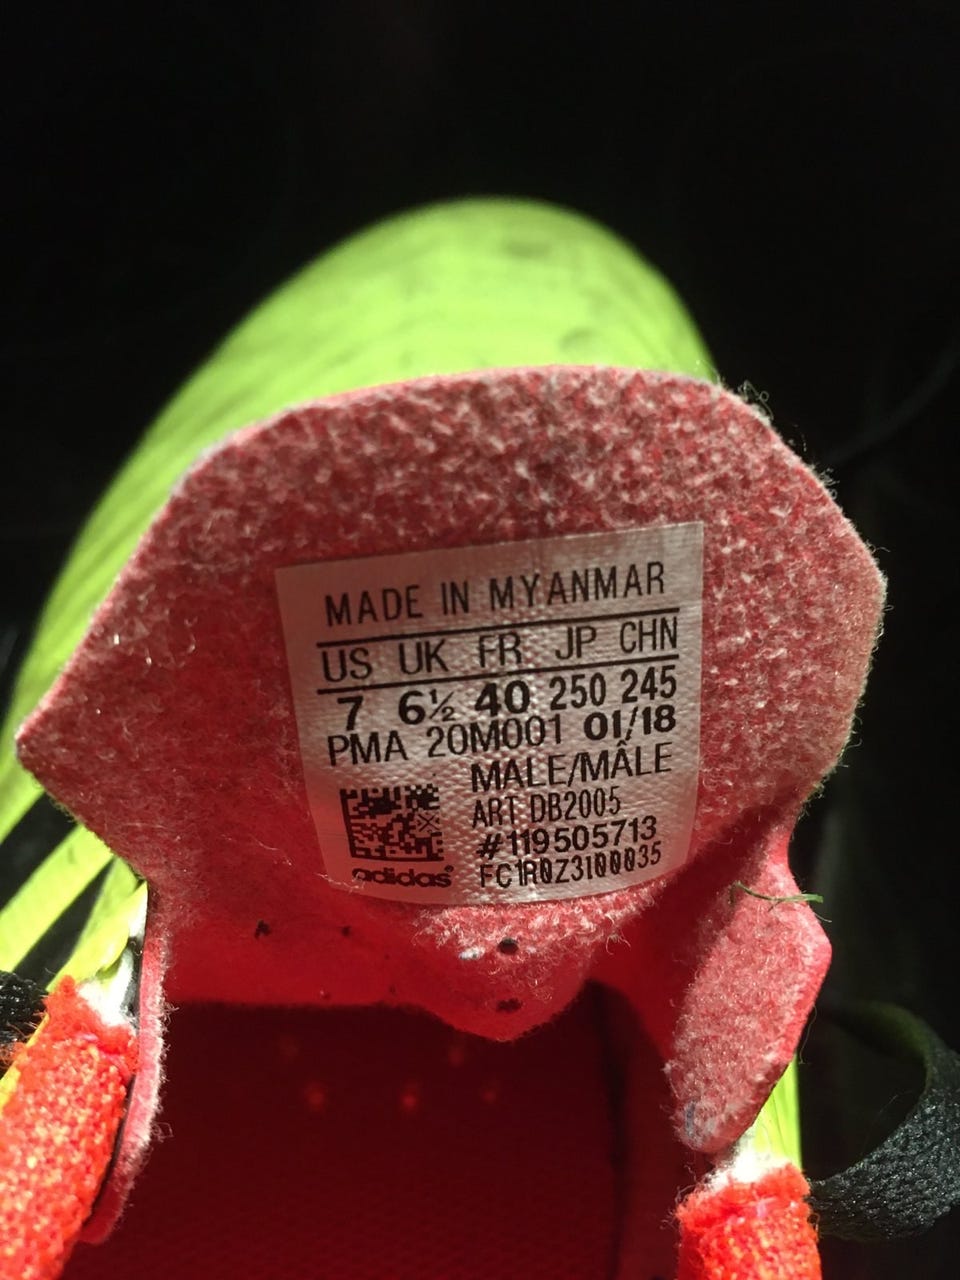 MADE IN MYANMAR
US UK FR JP CHN
7 6½ 40 250 245
PMA 20M001 01/18
MALE/MÂLE
ART DB2005
#119505713
FC1R0Z3I00035
adidas